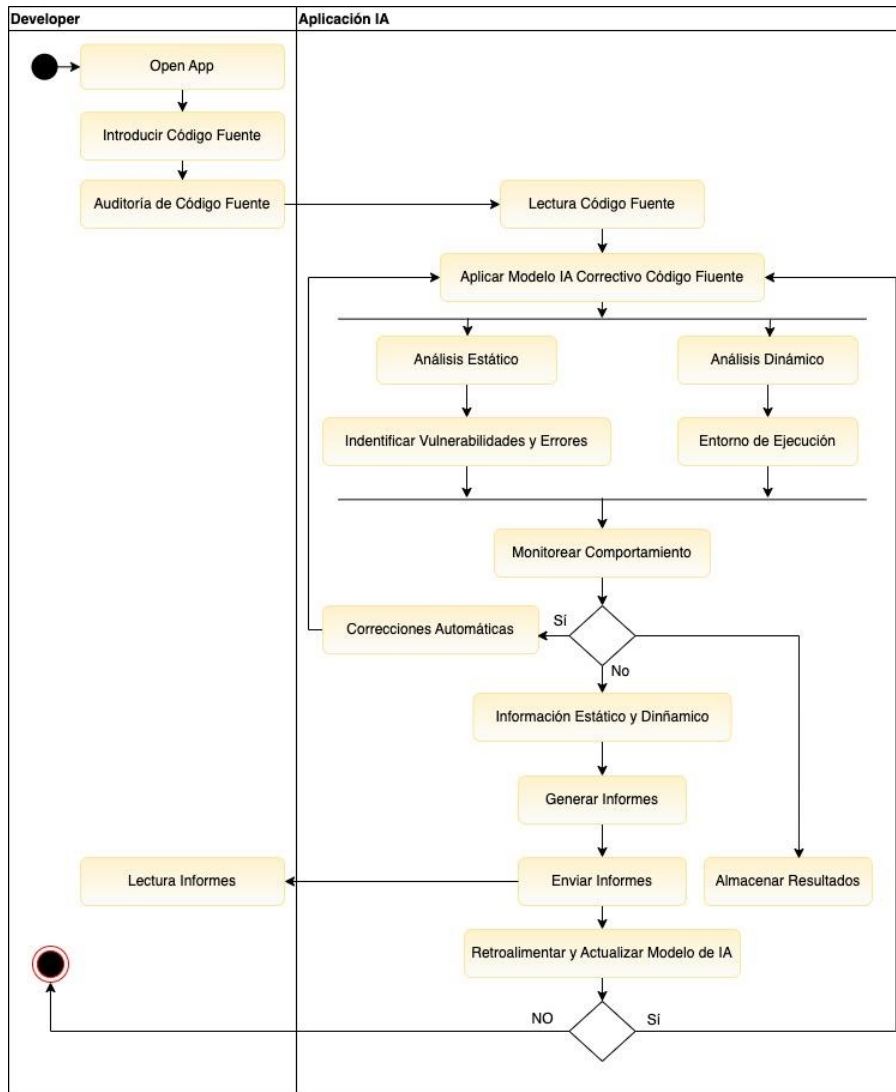 Developer
Aplicación IA
Open App
Introducir Código Fuente
Auditoría de Código Fuente
Lectura Código Fuente
Aplicar Modelo IA Correctivo Código Fiuente
Análisis Estático
Análisis Dinámico
Indentificar Vulnerabilidades y Errores
Entorno de Ejecución
Monitorear Comportamiento
Correcciones Automáticas
Sí
No
Información Estático y Dinñamico
Generar Informes
Lectura Informes
Enviar Informes
Almacenar Resultados
Retroalimentar y Actualizar Modelo de IA
NO
Sí